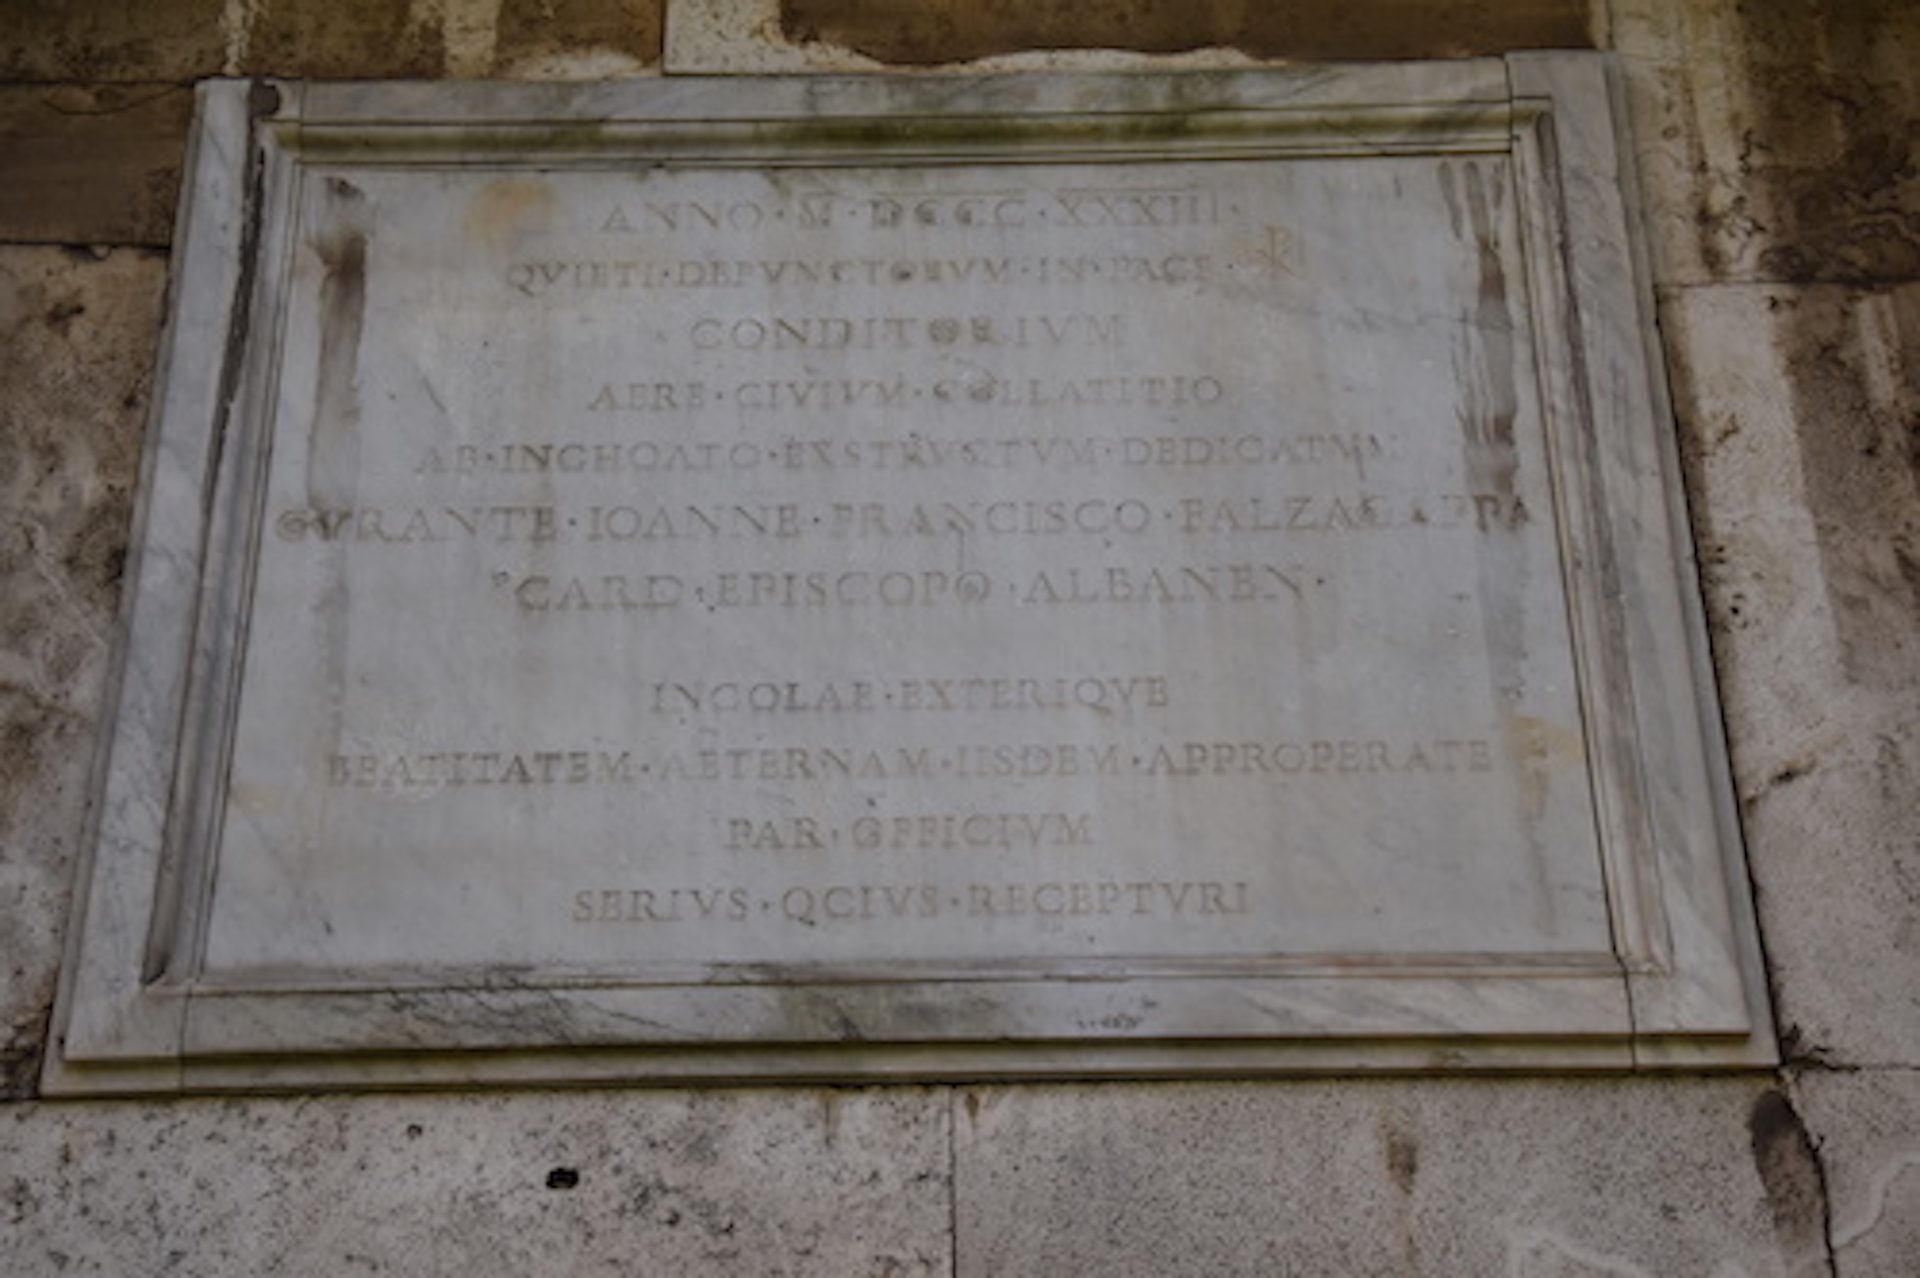 ANNO · M · DCCCC · XXXIII ·
QVIETI · DEFVNCTORVM · IN · PACE · ☧
CONDITORIVM
AERE · CIVIVM · COLLATITIO
AB · INCHOATO · EXSTRVCTVM · DEDICATVM
CVRANTE · IOANNE · FRANCISCO · FALZACAPPA
CARD · EPISCOPO · ALBANEN ·
INCOLAE · EXTERIQVE
BEATITATEM · AETERNAM · IISDEM · APPROPERATE
PAR · OFFICIVM
SERIVS · OCIVS · RECEPTVRI